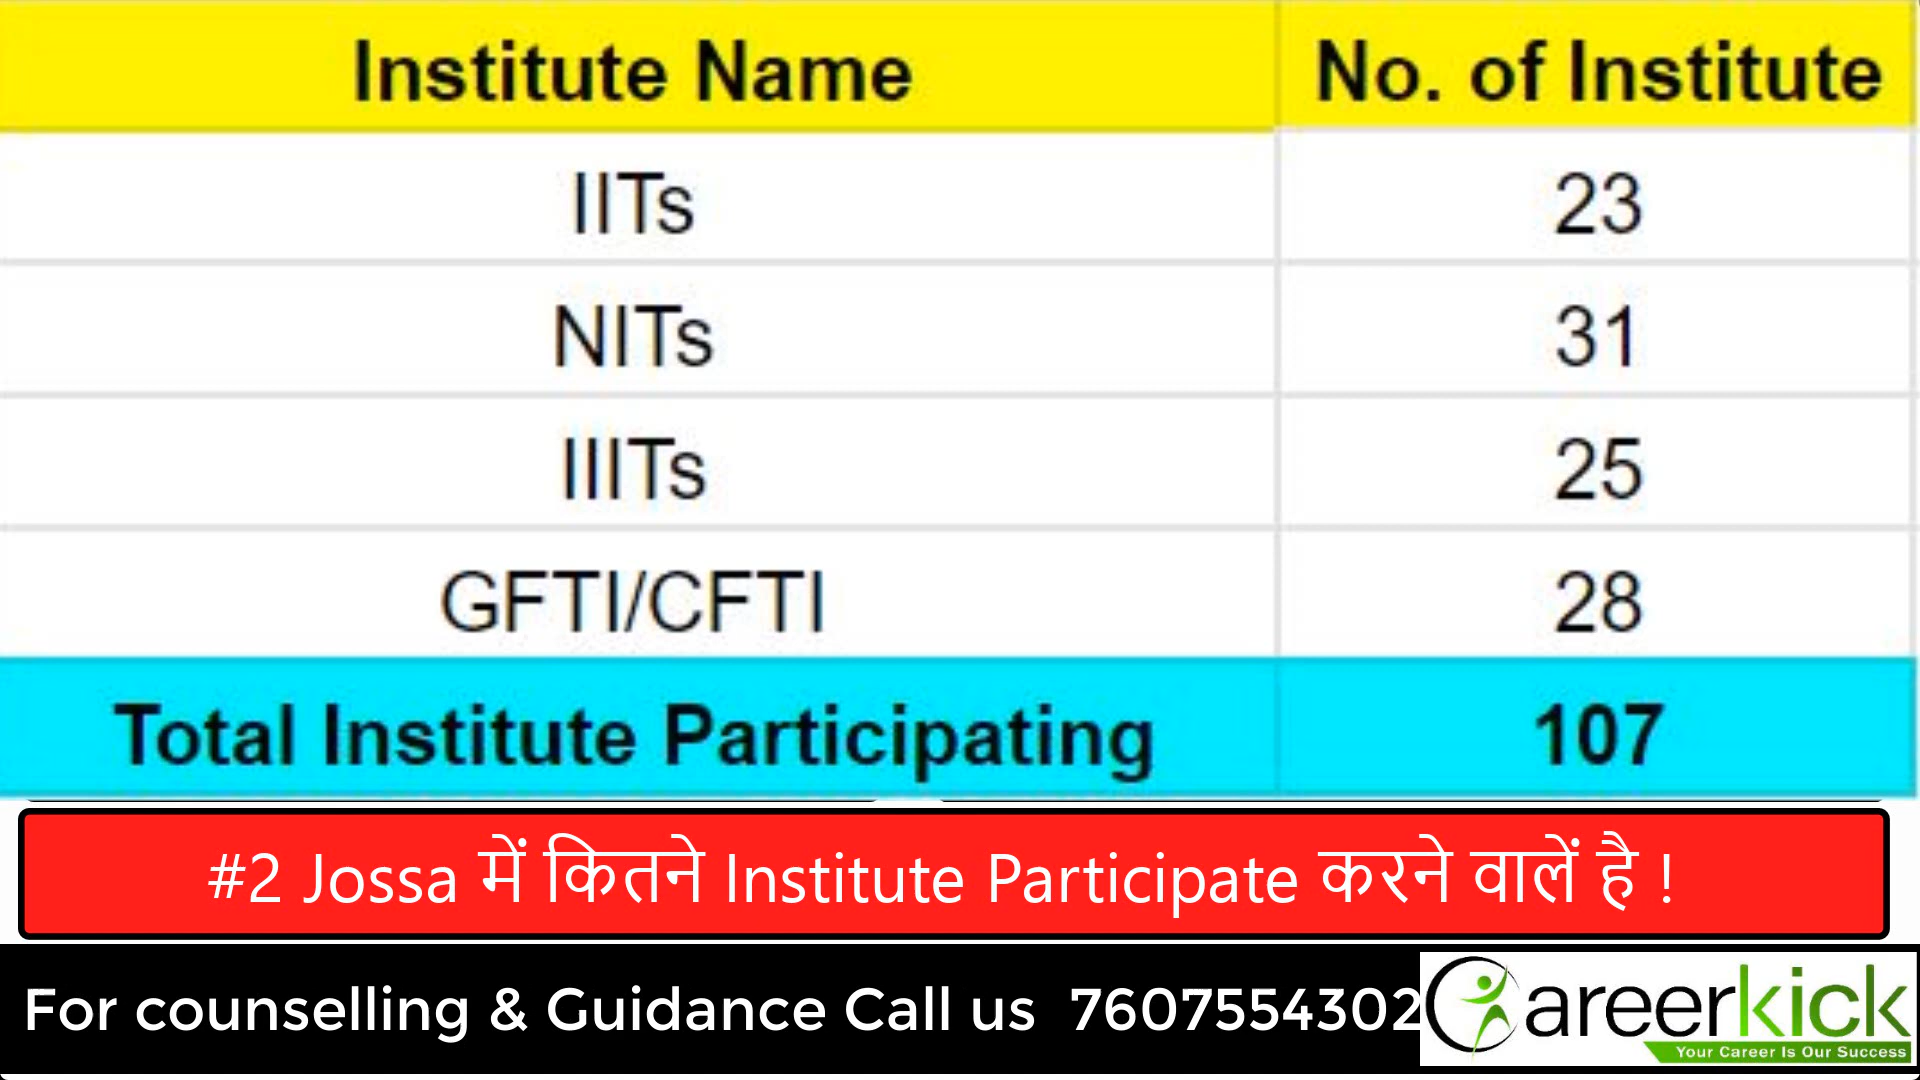 Institute Name No. of Institute
IITs 23
NITs 31
IIITs 25
GFTI/CFTI 28
Total Institute Participating 107
#2 Jossa में कितने Institute Participate करने वालें है !
For counselling & Guidance Call us 7607554302
Careerkick
Your Career Is Our Success